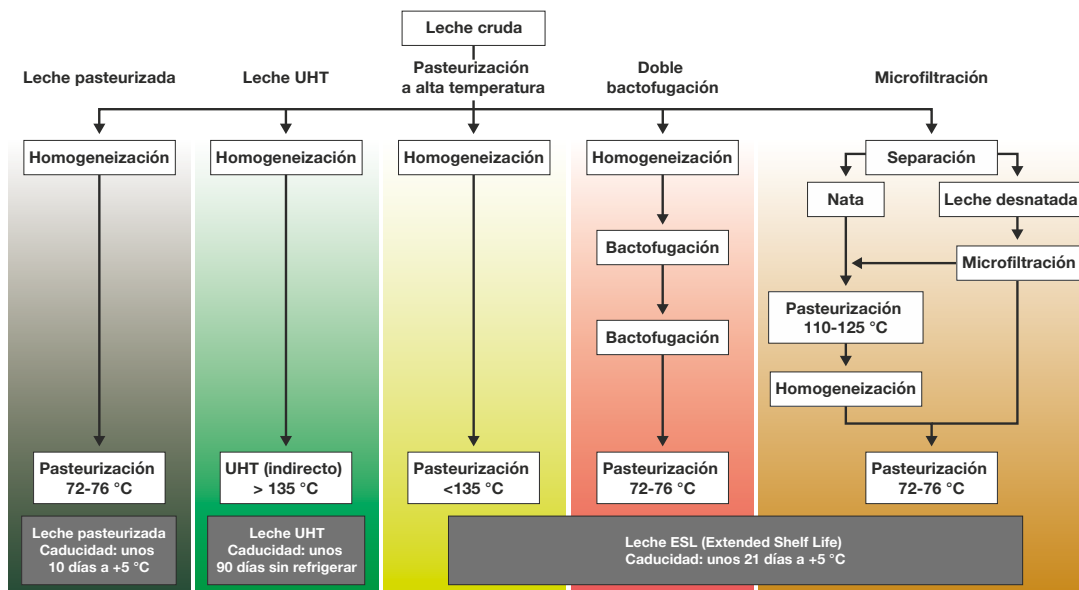 Leche cruda
Leche pasteurizada
Leche UHT
Pasteurización
a alta temperatura
Doble
bactofugación
Microfiltración
Homogeneización
Homogeneización
Homogeneización
Homogeneización
Separación
Nata
Leche desnatada
Bactofugación
Microfiltración
Pasteurización
110-125 °C
Bactofugación
Homogeneización
Pasteurización
72-76 °C
UHT (indirecto)
> 135 °C
Pasteurización
<135 °C
Pasteurización
72-76 °C
Pasteurización
72-76 °C
Leche pasteurizada
Caducidad: unos
10 días a +5 °C
Leche UHT
Caducidad: unos
90 días sin refrigerar
Leche ESL (Extended Shelf Life)
Caducidad: unos 21 días a +5 °C